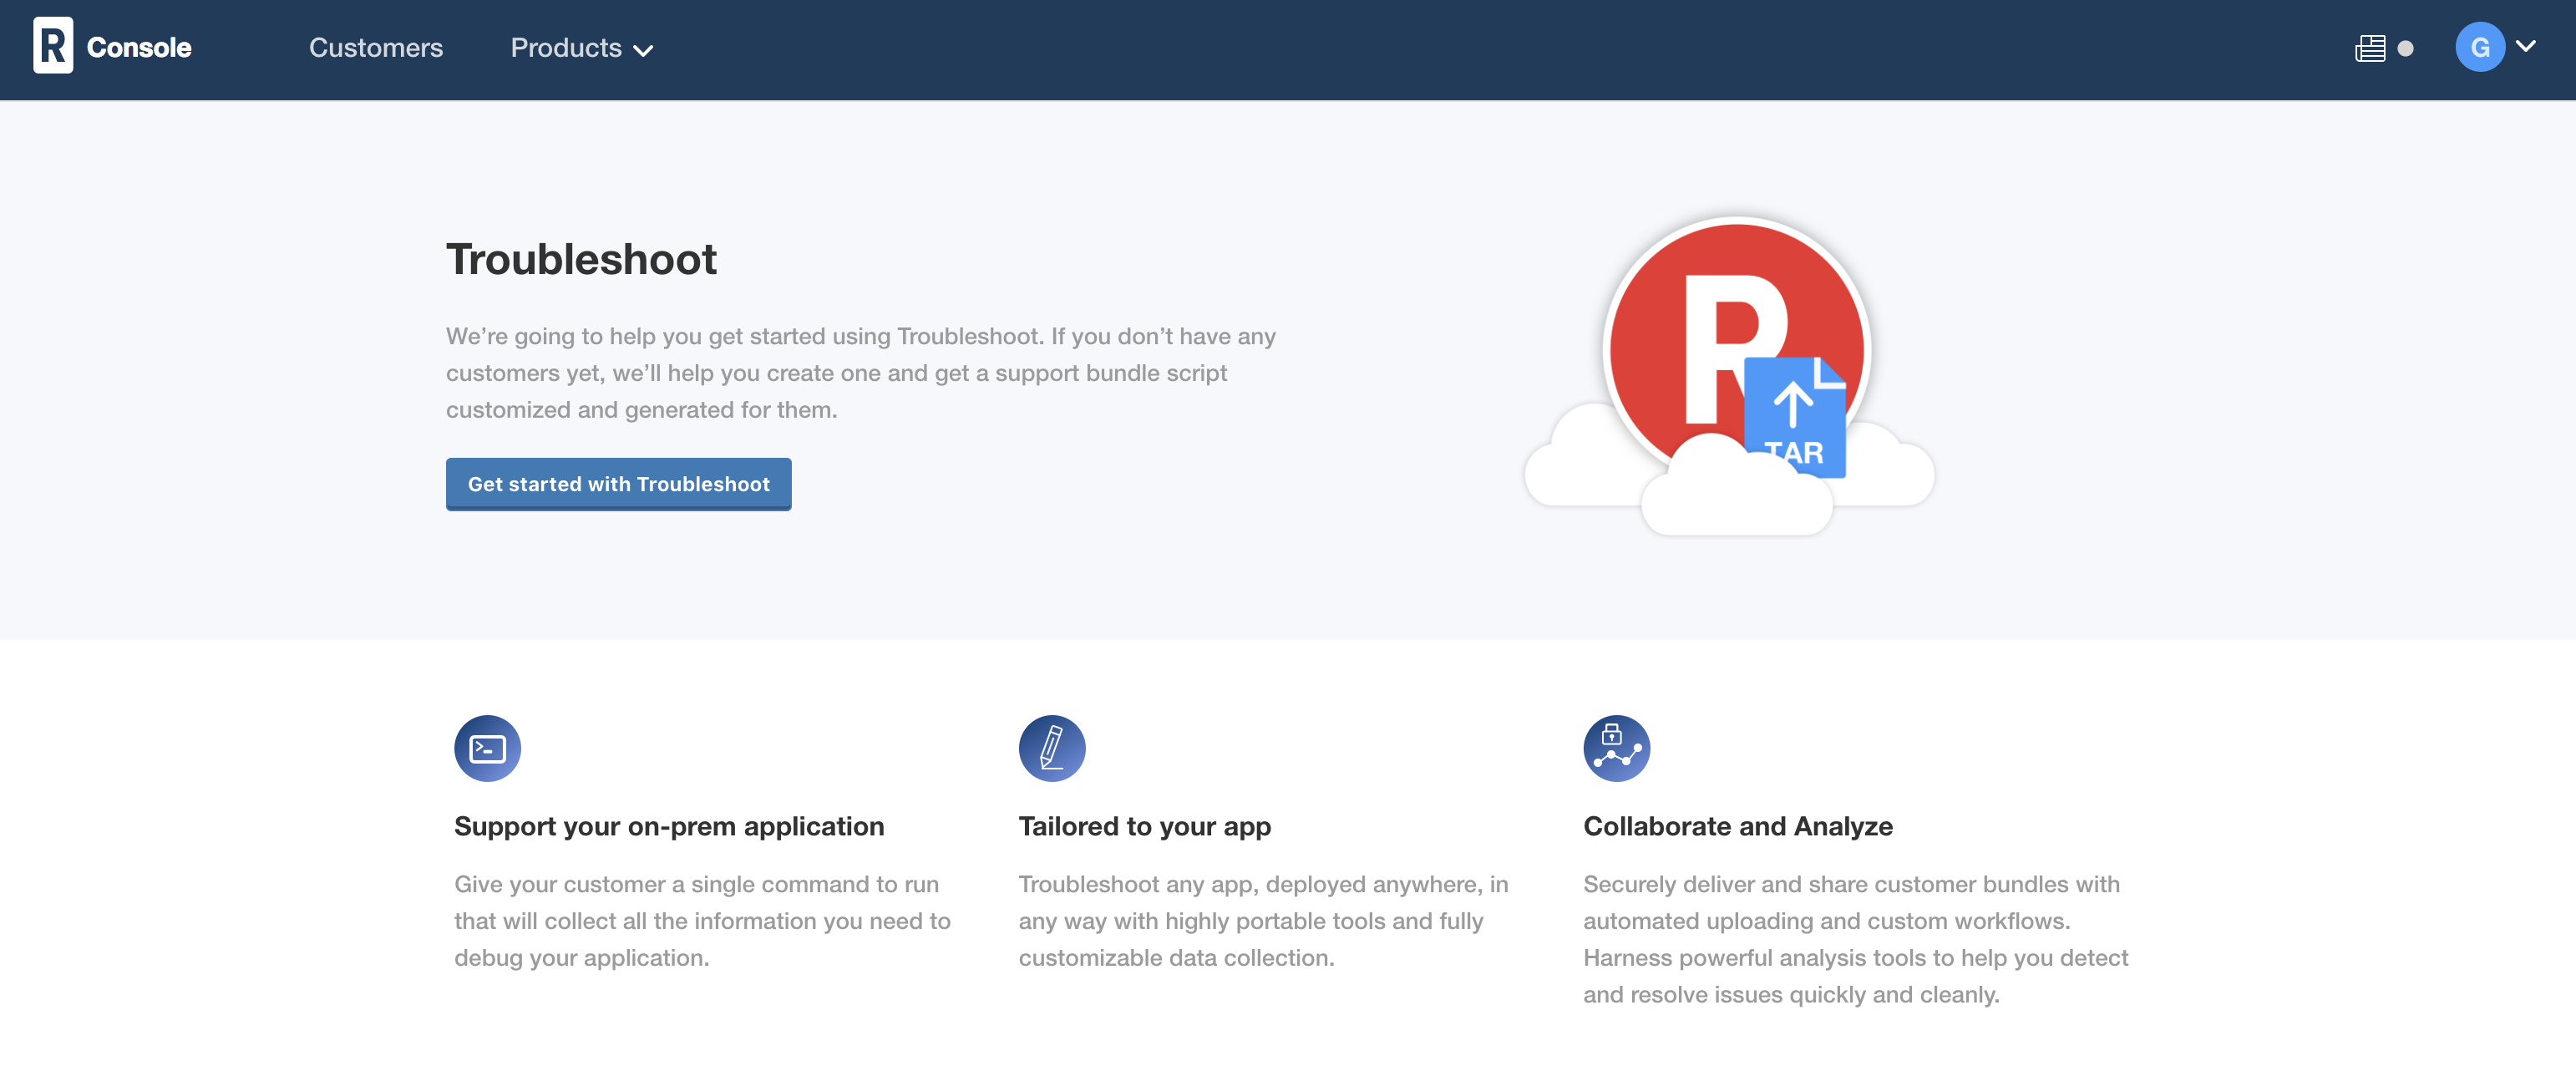 R Console
Customers
Products
G
Troubleshoot
We’re going to help you get started using Troubleshoot. If you don’t have any
customers yet, we’ll help you create one and get a support bundle script
customized and generated for them.
Get started with Troubleshoot
R
TAR
Support your on-prem application
Give your customer a single command to run
that will collect all the information you need to
debug your application.
Tailored to your app
Troubleshoot any app, deployed anywhere, in
any way with highly portable tools and fully
customizable data collection.
Collaborate and Analyze
Securely deliver and share customer bundles with
automated uploading and custom workflows.
Harness powerful analysis tools to help you detect
and resolve issues quickly and cleanly.